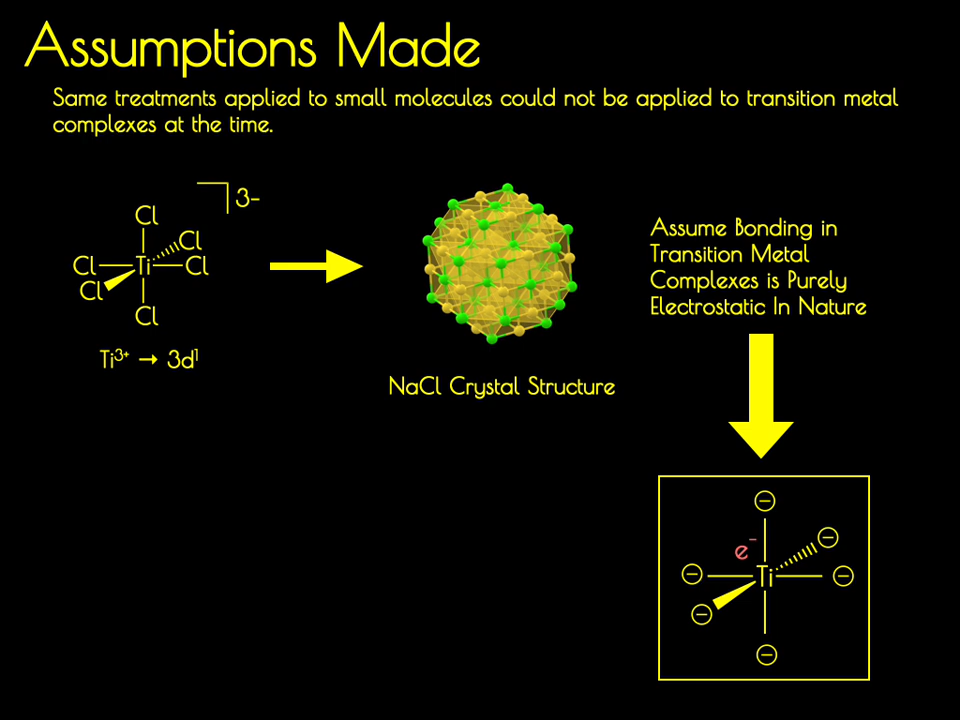 Assumptions Made
Same treatments applied to small molecules could not be applied to transition metal
complexes at the time.
3–
Cl
Cl
Cl Ti Cl
Cl
Cl
Ti³⁺ → 3d¹
NaCl Crystal Structure
Assume Bonding in
Transition Metal
Complexes is Purely
Electrostatic In Nature
⊖
e⁻ ⊖
⊖ Ti ⊖
⊖
⊖